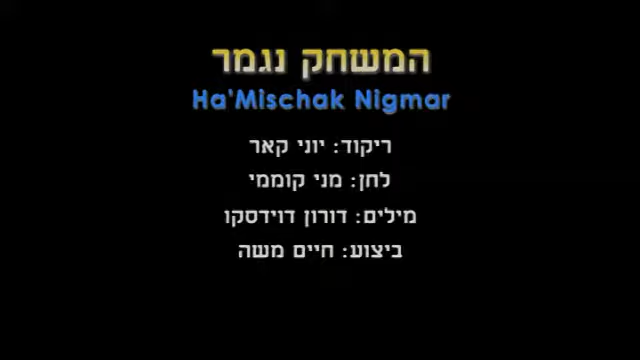 המשחק נגמר
Ha'Mischak Nigmar
ריקוד: יוני קאר
לחן: מני קוממי
מילים: דורון דוידסקו
ביצוע: חיים משה